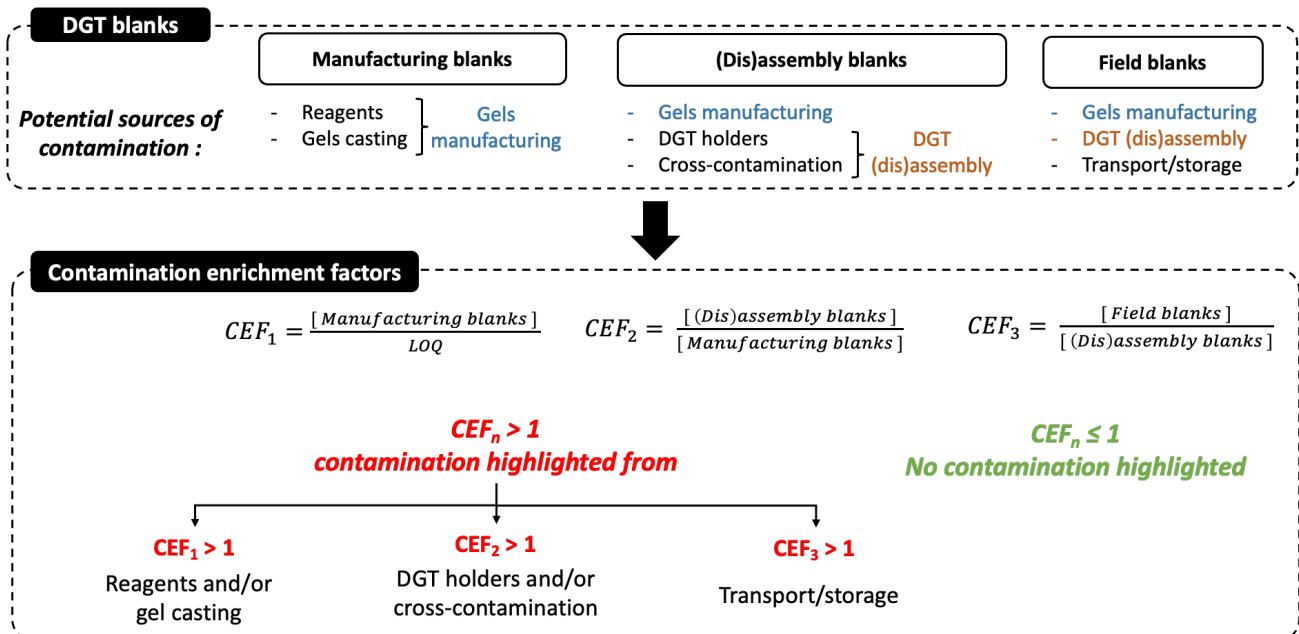 DGT blanks
Manufacturing blanks
(Dis)assembly blanks
Field blanks
Potential sources of
contamination :
- Reagents
- Gels casting
Gels
manufacturing
- Gels manufacturing
- DGT holders
- Cross-contamination
DGT
(dis)assembly
- Gels manufacturing
- DGT (dis)assembly
- Transport/storage
Contamination enrichment factors
CEF₁ = [ Manufacturing blanks ] / LOQ
CEF₂ = [ (Dis)assembly blanks ] / [ Manufacturing blanks ]
CEF₃ = [ Field blanks ] / [ (Dis)assembly blanks ]
CEFₙ > 1
contamination highlighted from
CEFₙ ≤ 1
No contamination highlighted
CEF₁ > 1
Reagents and/or
gel casting
CEF₂ > 1
DGT holders and/or
cross-contamination
CEF₃ > 1
Transport/storage